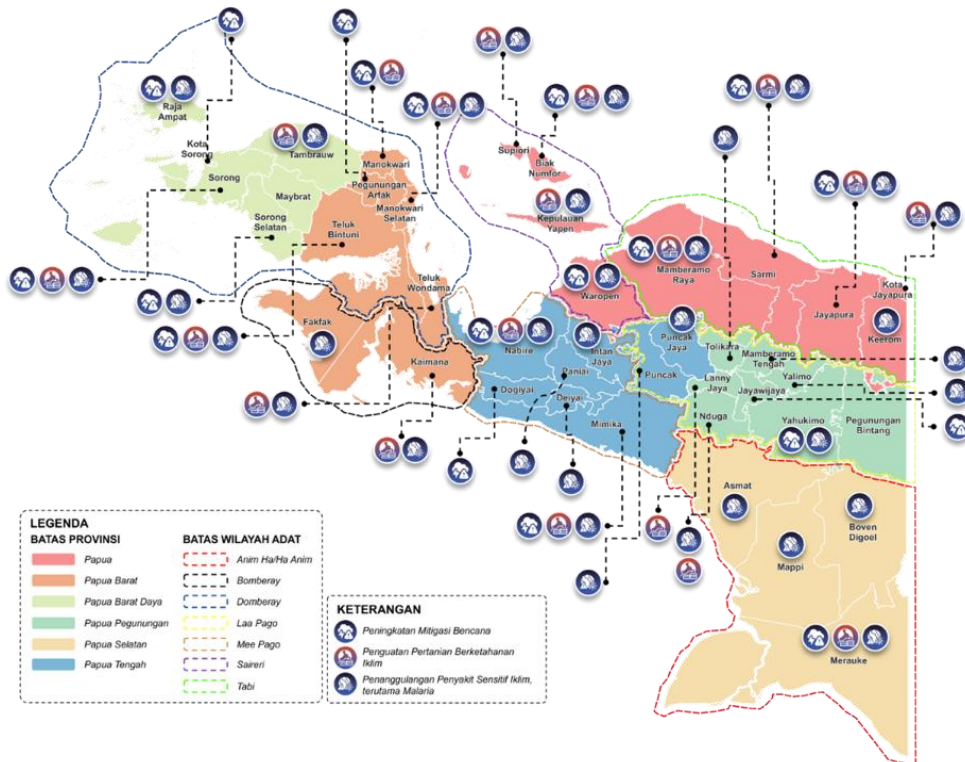 Raja
Ampat
Kota
Sorong
Sorong
Tambrauw
Maybrat
Sorong
Selatan
Manokwari
Pegunungan
Arfak
Manokwari
Selatan
Teluk
Bintuni
Teluk
Wondama
Fakfak
Kaimana
Supiori
Biak
Numfor
Kepulauan
Yapen
Waropen
Mamberamo
Raya
Sarmi
Jayapura
Kota
Jayapura
Keerom
Nabire
Intan
Jaya
Puncak
Jaya
Paniai
Puncak
Dogiyai
Deiyai
Mimika
Tolikara
Mamberamo
Tengah
Lanny
Jaya
Yalimo
Jayawijaya
Nduga
Yahukimo
Pegunungan
Bintang
Asmat
Boven
Digoel
Mappi
Merauke
LEGENDA
BATAS PROVINSI
Papua
Papua Barat
Papua Barat Daya
Papua Pegunungan
Papua Selatan
Papua Tengah
BATAS WILAYAH ADAT
Anim Ha/Ha Anim
Bomberay
Domberay
Laa Pago
Mee Pago
Saireri
Tabi
KETERANGAN
Peningkatan Mitigasi Bencana
Penguatan Pertanian Berketahanan
Iklim
Penanggulangan Penyakit Sensitif Iklim,
terutama Malaria